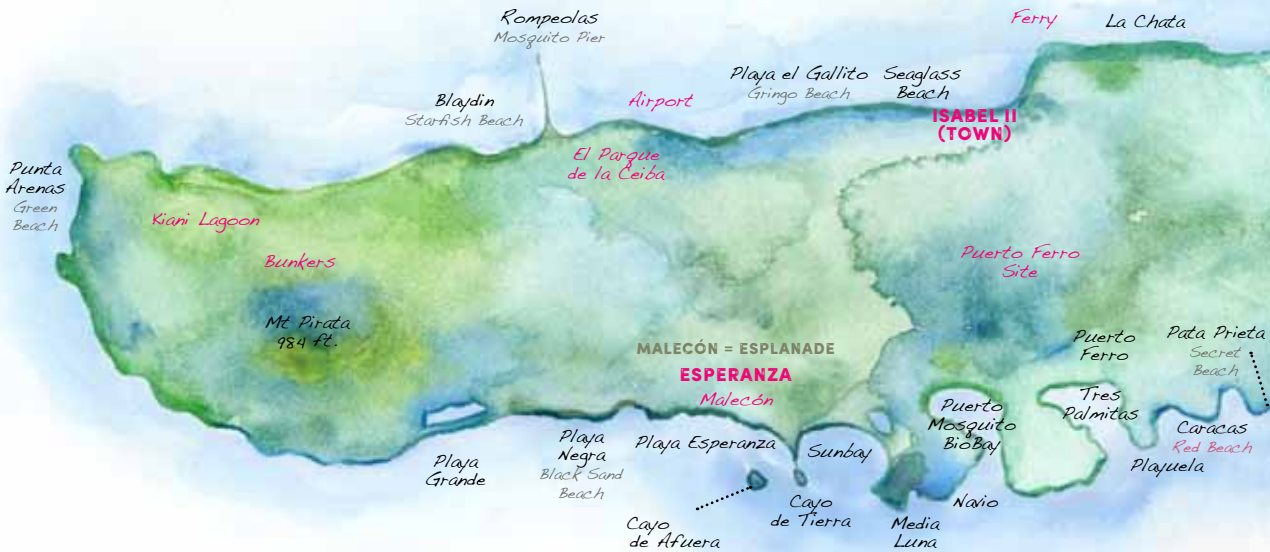 Rompeolas
Mosquito Pier
Ferry
La Chata
Blaydin
Starfish Beach
Airport
Playa el Gallito
Gringo Beach
Seaglass
Beach
ISABEL II
(TOWN)
Punta
Arenas
Green
Beach
El Parque
de la Ceiba
Kiani Lagoon
Bunkers
Puerto Ferro
Site
Mt Pirata
984 ft.
MALECÓN = ESPLANADE
ESPERANZA
Malecón
Puerto
Ferro
Pata Prieta
Secret
Beach
Tres
Palmitas
Puerto
Mosquito
BioBay
Caracas
Red Beach
Playuela
Playa
Grande
Playa
Negra
Black Sand
Beach
Playa Esperanza
Sunbay
Cayo
de Afuera
Cayo
de Tierra
Media
Luna
Navio